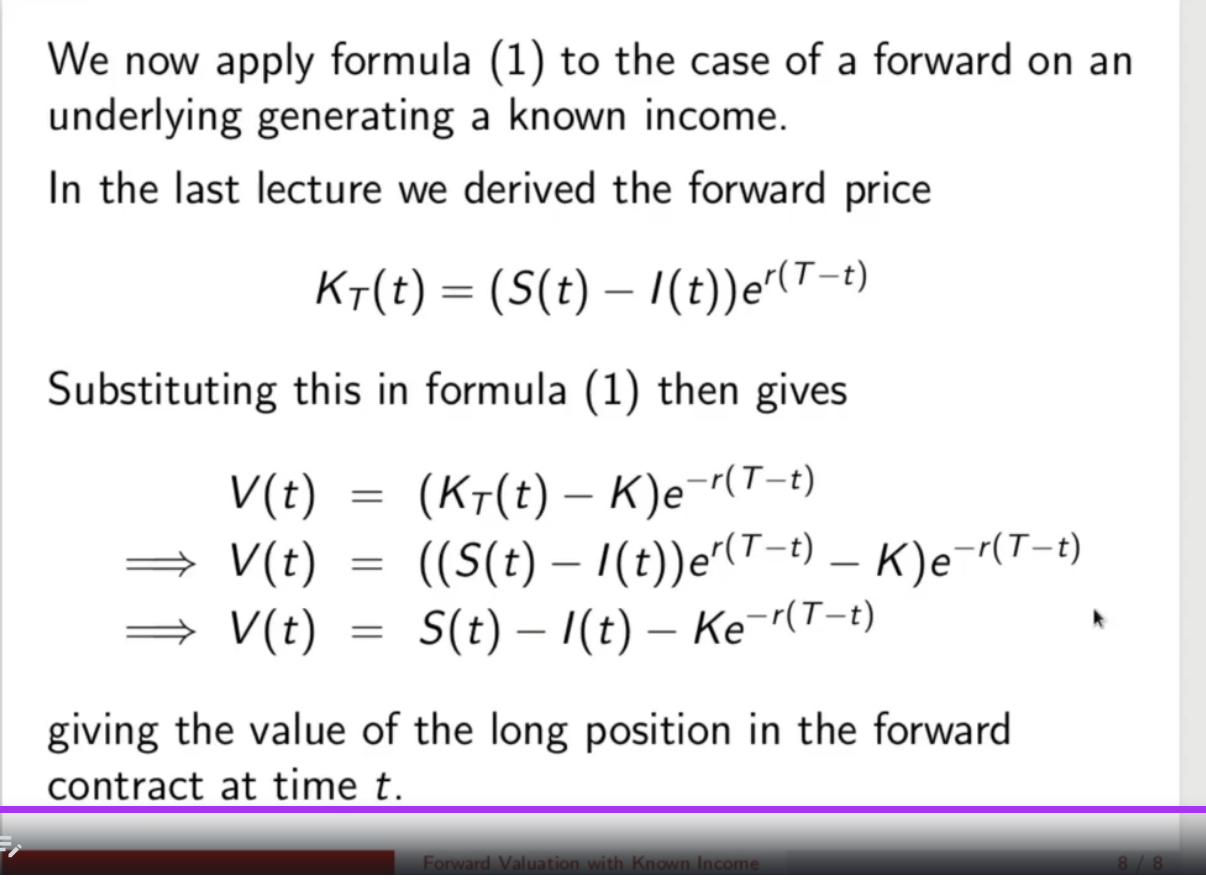 We now apply formula (1) to the case of a forward on an
underlying generating a known income.
In the last lecture we derived the forward price
K_T(t) = (S(t) − I(t))e^{r(T−t)}
Substituting this in formula (1) then gives
V(t) = (K_T(t) − K)e^{−r(T−t)}
⟹ V(t) = ((S(t) − I(t))e^{r(T−t)} − K)e^{−r(T−t)}
⟹ V(t) = S(t) − I(t) − Ke^{−r(T−t)}
giving the value of the long position in the forward
contract at time t.
Forward Valuation with Known Income 8 / 8